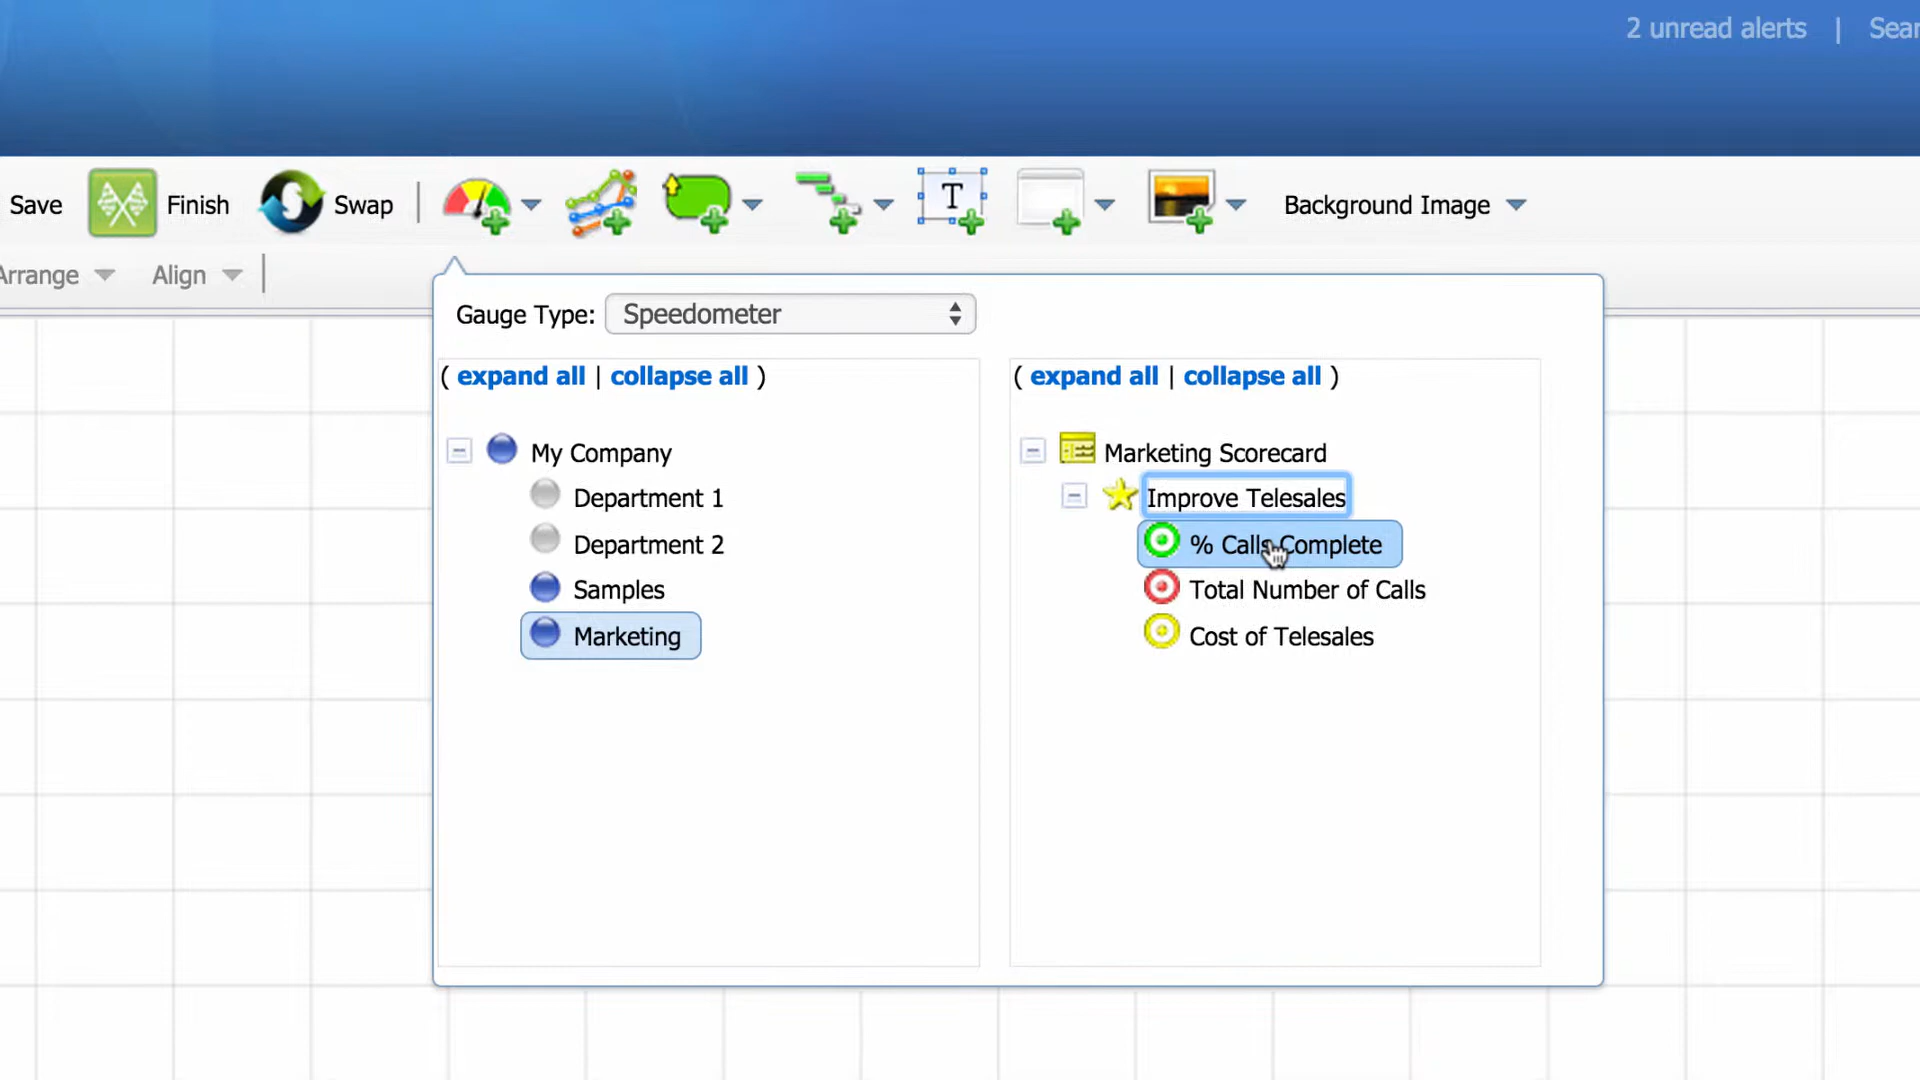 2 unread alerts | Sear
Save Finish Swap T Background Image
Arrange Align
Gauge Type: Speedometer
( expand all | collapse all )
My Company
Department 1
Department 2
Samples
Marketing
( expand all | collapse all )
Marketing Scorecard
Improve Telesales
% Calls Complete
Total Number of Calls
Cost of Telesales